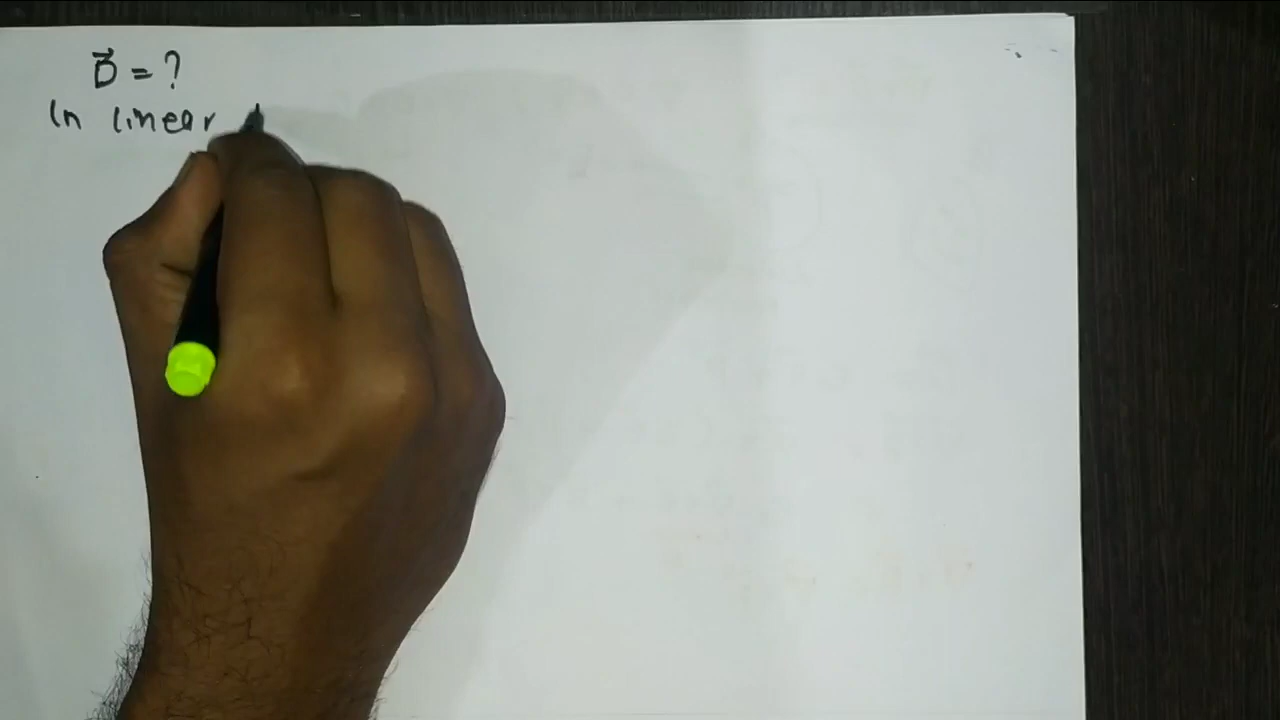 D⃗ = ?
In linear